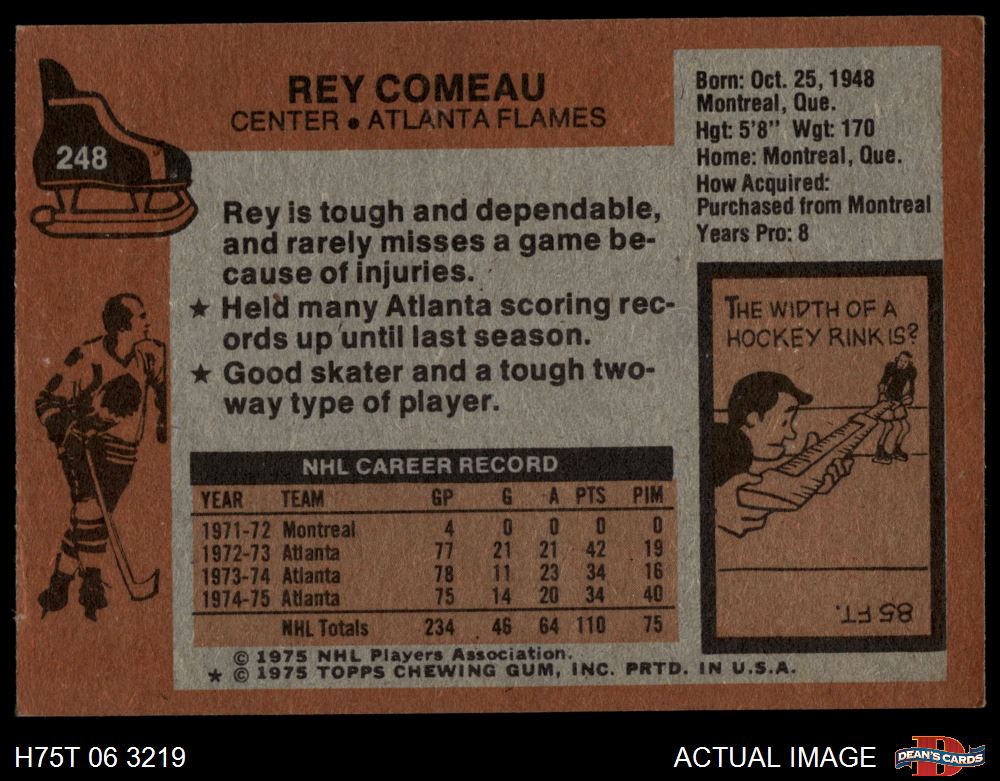 REY COMEAU
CENTER • ATLANTA FLAMES
248
Born: Oct. 25, 1948
Montreal, Que.
Hgt: 5'8" Wgt: 170
Home: Montreal, Que.
How Acquired:
Purchased from Montreal
Years Pro: 8
Rey is tough and dependable,
and rarely misses a game be-
cause of injuries.
★ Held many Atlanta scoring rec-
ords up until last season.
★ Good skater and a tough two-
way type of player.
THE WIDTH OF A
HOCKEY RINK IS?
85 FT.
NHL CAREER RECORD
YEAR TEAM GP G A PTS PIM
1971-72 Montreal 4 0 0 0 0
1972-73 Atlanta 77 21 21 42 19
1973-74 Atlanta 78 11 23 34 16
1974-75 Atlanta 75 14 20 34 40
NHL Totals 234 46 64 110 75
© 1975 NHL Players Association.
★ © 1975 TOPPS CHEWING GUM, INC. PRTD. IN U.S.A.
H75T 06 3219
ACTUAL IMAGE
D
DEAN'S CARDS